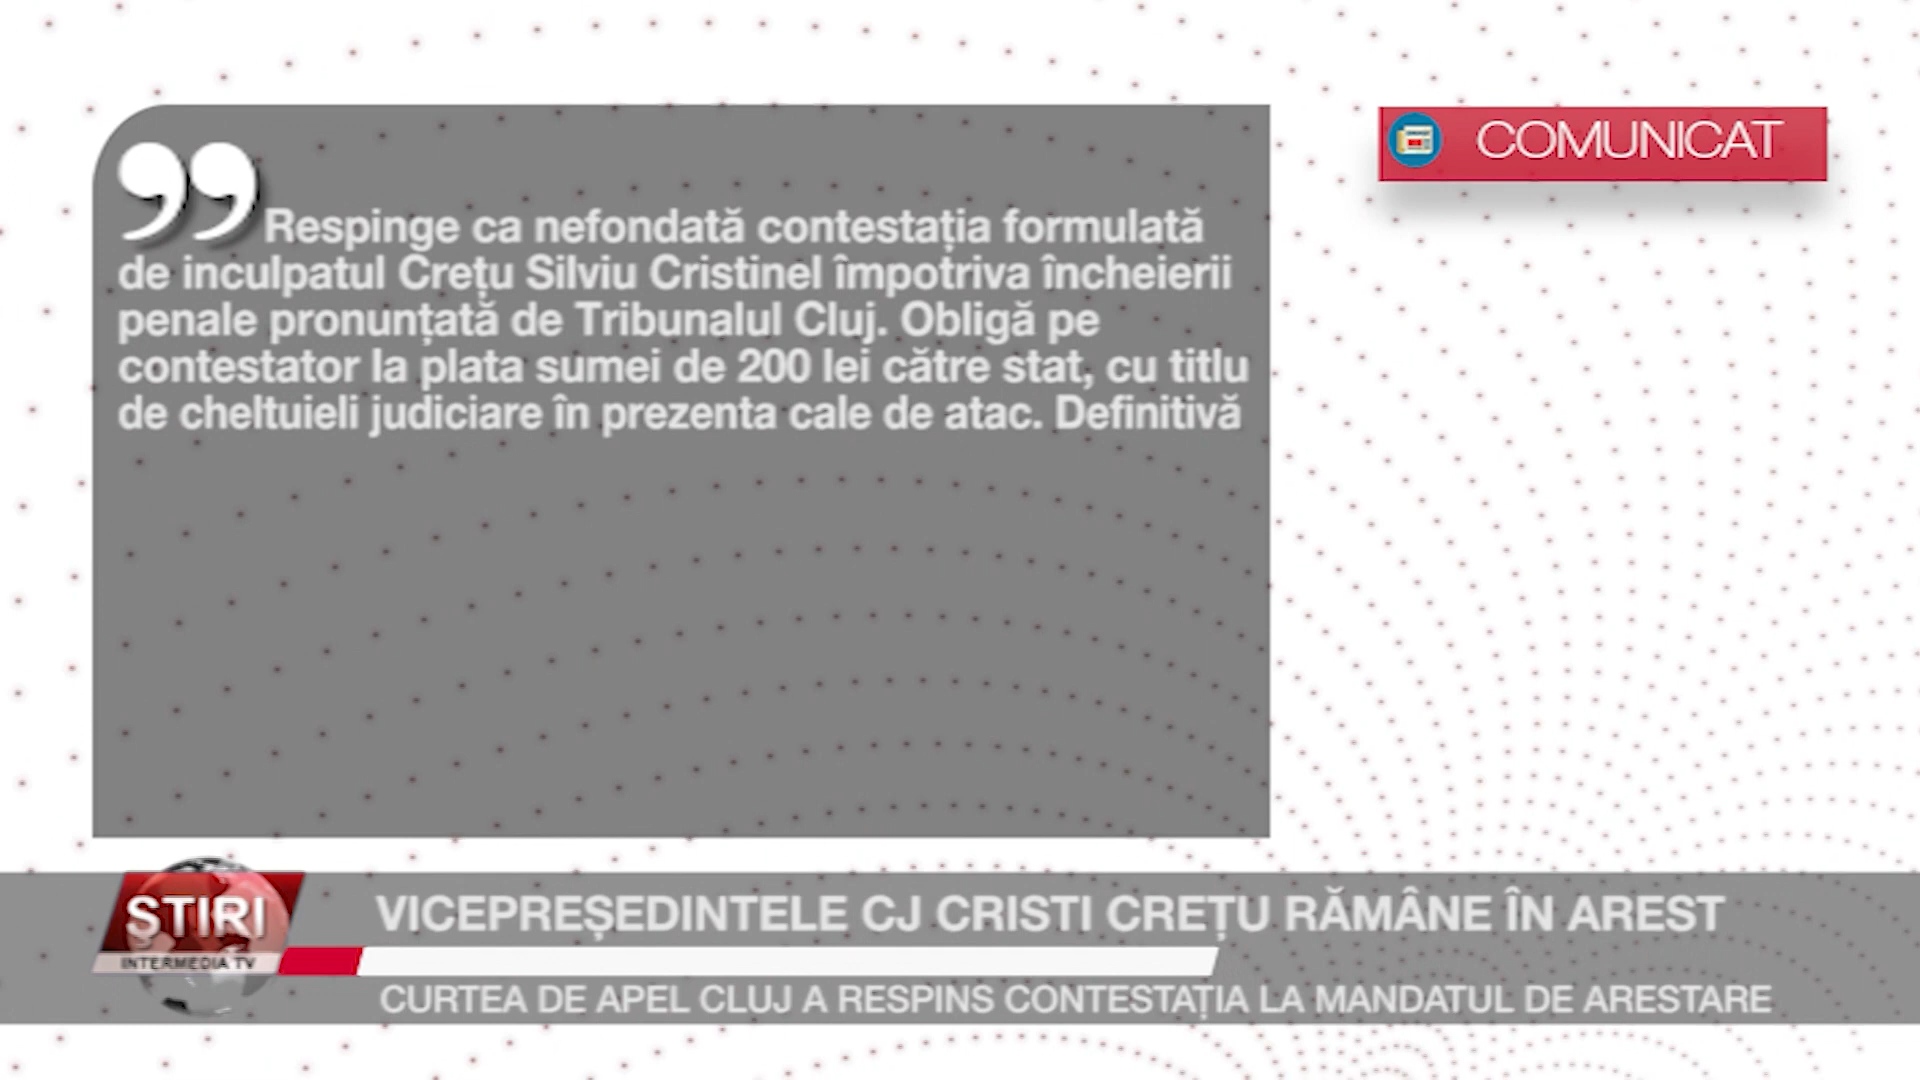 COMUNICAT
Respinge ca nefondată contestația formulată
de inculpatul Crețu Silviu Cristinel împotriva încheierii
penale pronunțată de Tribunalul Cluj. Obligă pe
contestator la plata sumei de 200 lei către stat, cu titlu
de cheltuieli judiciare în prezenta cale de atac. Definitivă
STIRI
INTERMEDIA TV
VICEPREȘEDINTELE CJ CRISTI CREȚU RĂMÂNE ÎN AREST
CURTEA DE APEL CLUJ A RESPINS CONTESTAȚIA LA MANDATUL DE ARESTARE